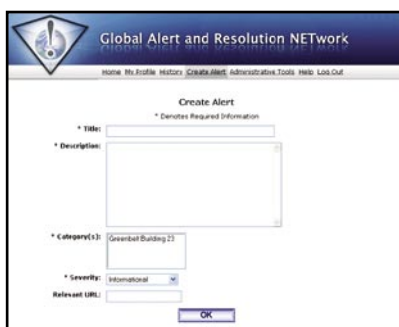 Global Alert and Resolution NETwork
Home My Profile History Create Alert Administrative Tools Help Log Out
Create Alert
* Denotes Required Information
* Title:
* Description:
* Category(s): Greenbelt Building 23
* Severity: Informational
Relevant URL:
OK